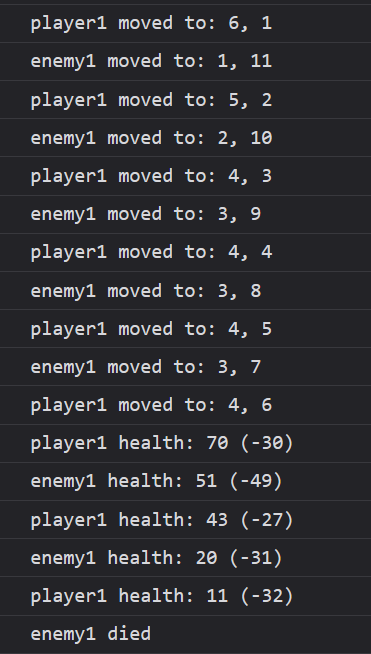 player1 moved to: 6, 1
enemy1 moved to: 1, 11
player1 moved to: 5, 2
enemy1 moved to: 2, 10
player1 moved to: 4, 3
enemy1 moved to: 3, 9
player1 moved to: 4, 4
enemy1 moved to: 3, 8
player1 moved to: 4, 5
enemy1 moved to: 3, 7
player1 moved to: 4, 6
player1 health: 70 (-30)
enemy1 health: 51 (-49)
player1 health: 43 (-27)
enemy1 health: 20 (-31)
player1 health: 11 (-32)
enemy1 died